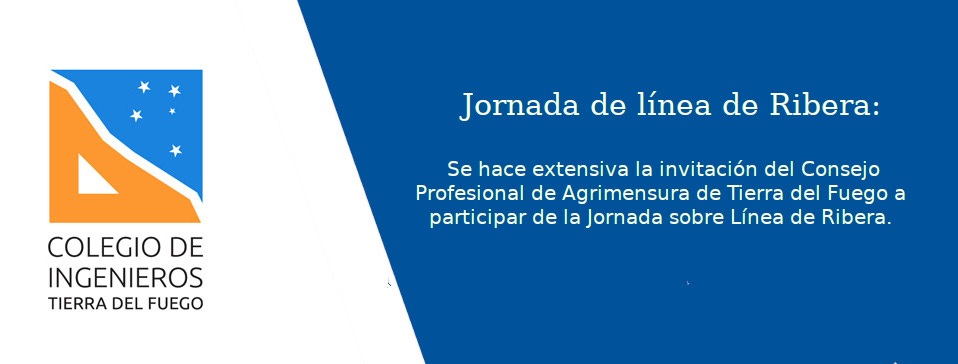 COLEGIO DE
INGENIEROS
TIERRA DEL FUEGO
Jornada de línea de Ribera:
Se hace extensiva la invitación del Consejo
Profesional de Agrimensura de Tierra del Fuego a
participar de la Jornada sobre Línea de Ribera.